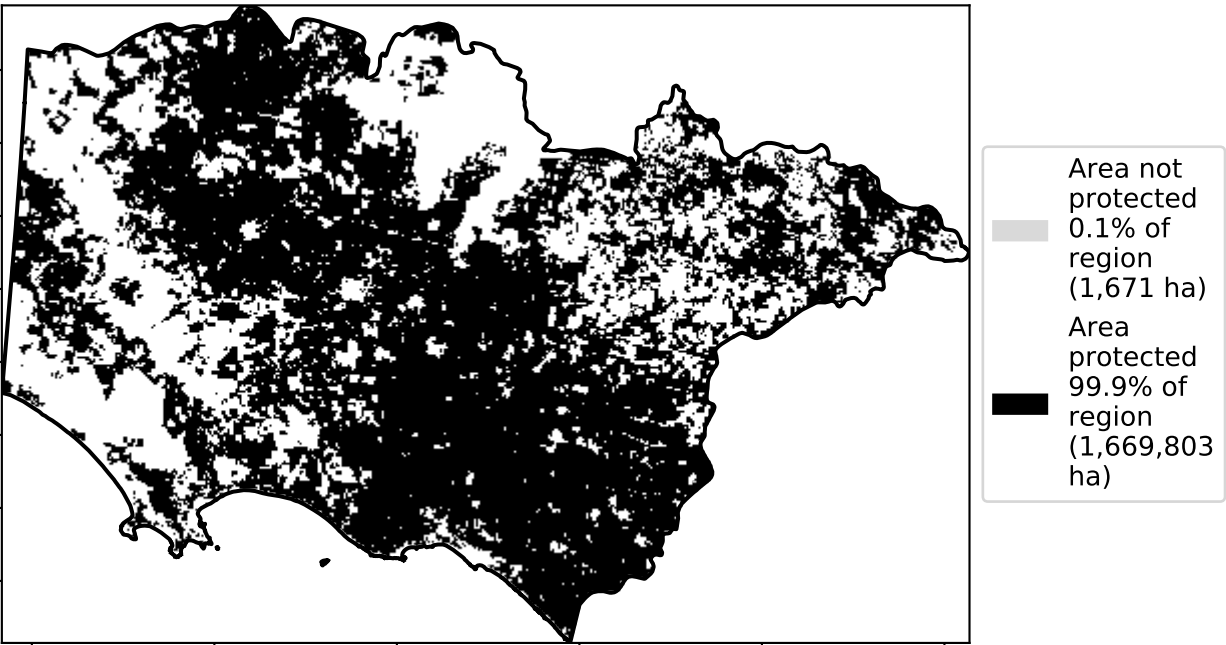 Area not
protected
0.1% of
region
(1,671 ha)
Area
protected
99.9% of
region
(1,669,803
ha)